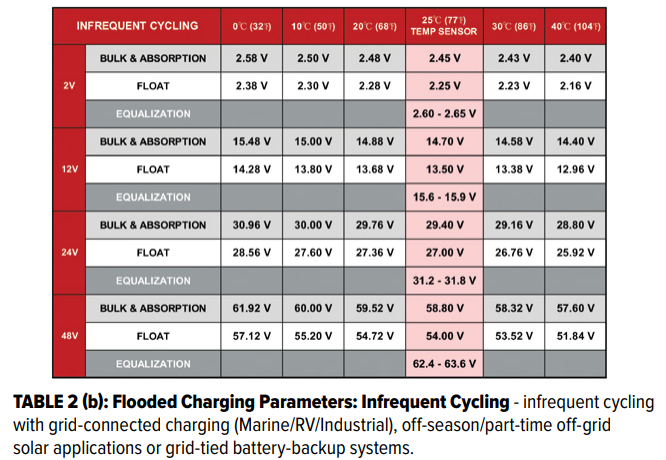 INFREQUENT CYCLING 0℃ (32℉) 10℃ (50℉) 20℃ (68℉) 25℃ (77℉) TEMP SENSOR 30℃ (86℉) 40℃ (104℉)
2V
BULK & ABSORPTION 2.58 V 2.50 V 2.48 V 2.45 V 2.43 V 2.40 V
FLOAT 2.38 V 2.30 V 2.28 V 2.25 V 2.23 V 2.16 V
EQUALIZATION 2.60 - 2.65 V
12V
BULK & ABSORPTION 15.48 V 15.00 V 14.88 V 14.70 V 14.58 V 14.40 V
FLOAT 14.28 V 13.80 V 13.68 V 13.50 V 13.38 V 12.96 V
EQUALIZATION 15.6 - 15.9 V
24V
BULK & ABSORPTION 30.96 V 30.00 V 29.76 V 29.40 V 29.16 V 28.80 V
FLOAT 28.56 V 27.60 V 27.36 V 27.00 V 26.76 V 25.92 V
EQUALIZATION 31.2 - 31.8 V
48V
BULK & ABSORPTION 61.92 V 60.00 V 59.52 V 58.80 V 58.32 V 57.60 V
FLOAT 57.12 V 55.20 V 54.72 V 54.00 V 53.52 V 51.84 V
EQUALIZATION 62.4 - 63.6 V
TABLE 2 (b): Flooded Charging Parameters: Infrequent Cycling - infrequent cycling
with grid-connected charging (Marine/RV/Industrial), off-season/part-time off-grid
solar applications or grid-tied battery-backup systems.